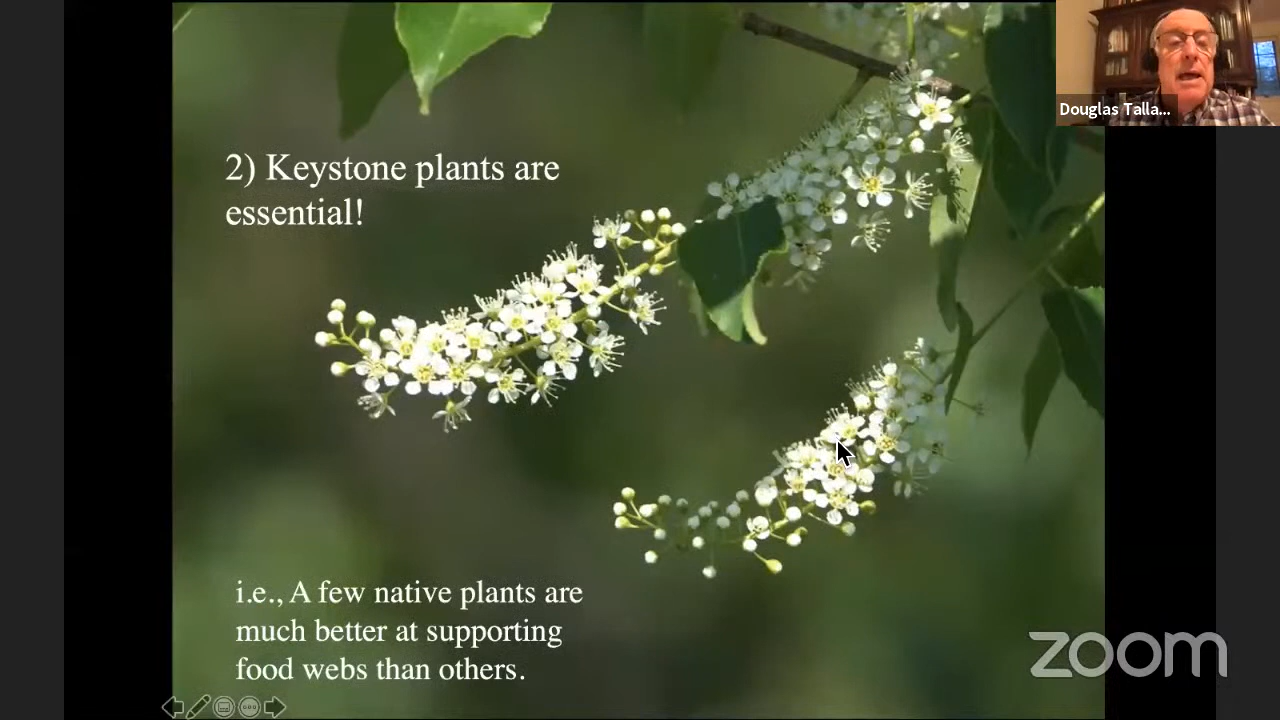 Douglas Talla...
2) Keystone plants are
essential!
i.e., A few native plants are
much better at supporting
food webs than others.
zoom